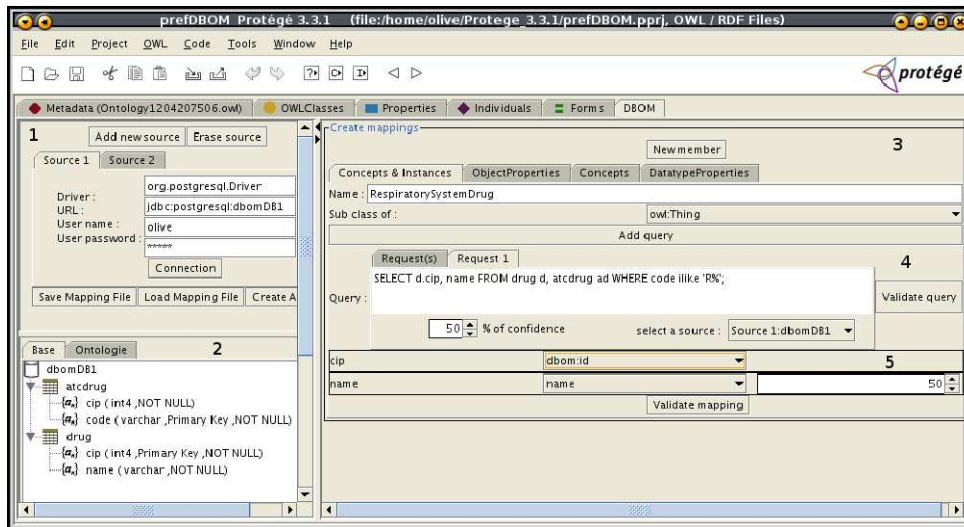 prefDBOM Protégé 3.3.1 (file:/home/olive/Protege_3.3.1/prefDBOM.pprj, OWL / RDF Files)
File Edit Project OWL Code Tools Window Help
protégé
Metadata (Ontology1204207506.owl) OWLClasses Properties Individuals Forms DBOM
1
Add new source Erase source
Source 1 Source 2
Driver : org.postgresql.Driver
URL : jdbc:postgresql:dbomDB1
User name : olive
User password : *****
Connection
Save Mapping File Load Mapping File Create A
Base Ontologie 2
dbomDB1
atcdrug
{aₙ} cip ( int4 ,NOT NULL)
{aₙ} code ( varchar ,Primary Key ,NOT NULL)
drug
{aₙ} cip ( int4 ,Primary Key ,NOT NULL)
{aₙ} name ( varchar ,NOT NULL)
Create mappings
New member 3
Concepts & Instances ObjectProperties Concepts DatatypeProperties
Name : RespiratorySystemDrug
Sub class of : owl:Thing
Add query
Request(s) Request 1 4
Query : SELECT d.cip, name FROM drug d, atcdrug ad WHERE code ilike 'R%';
Validate query
50 % of confidence select a source : Source 1:dbomDB1
cip dbom:id 5
name name 50
Validate mapping